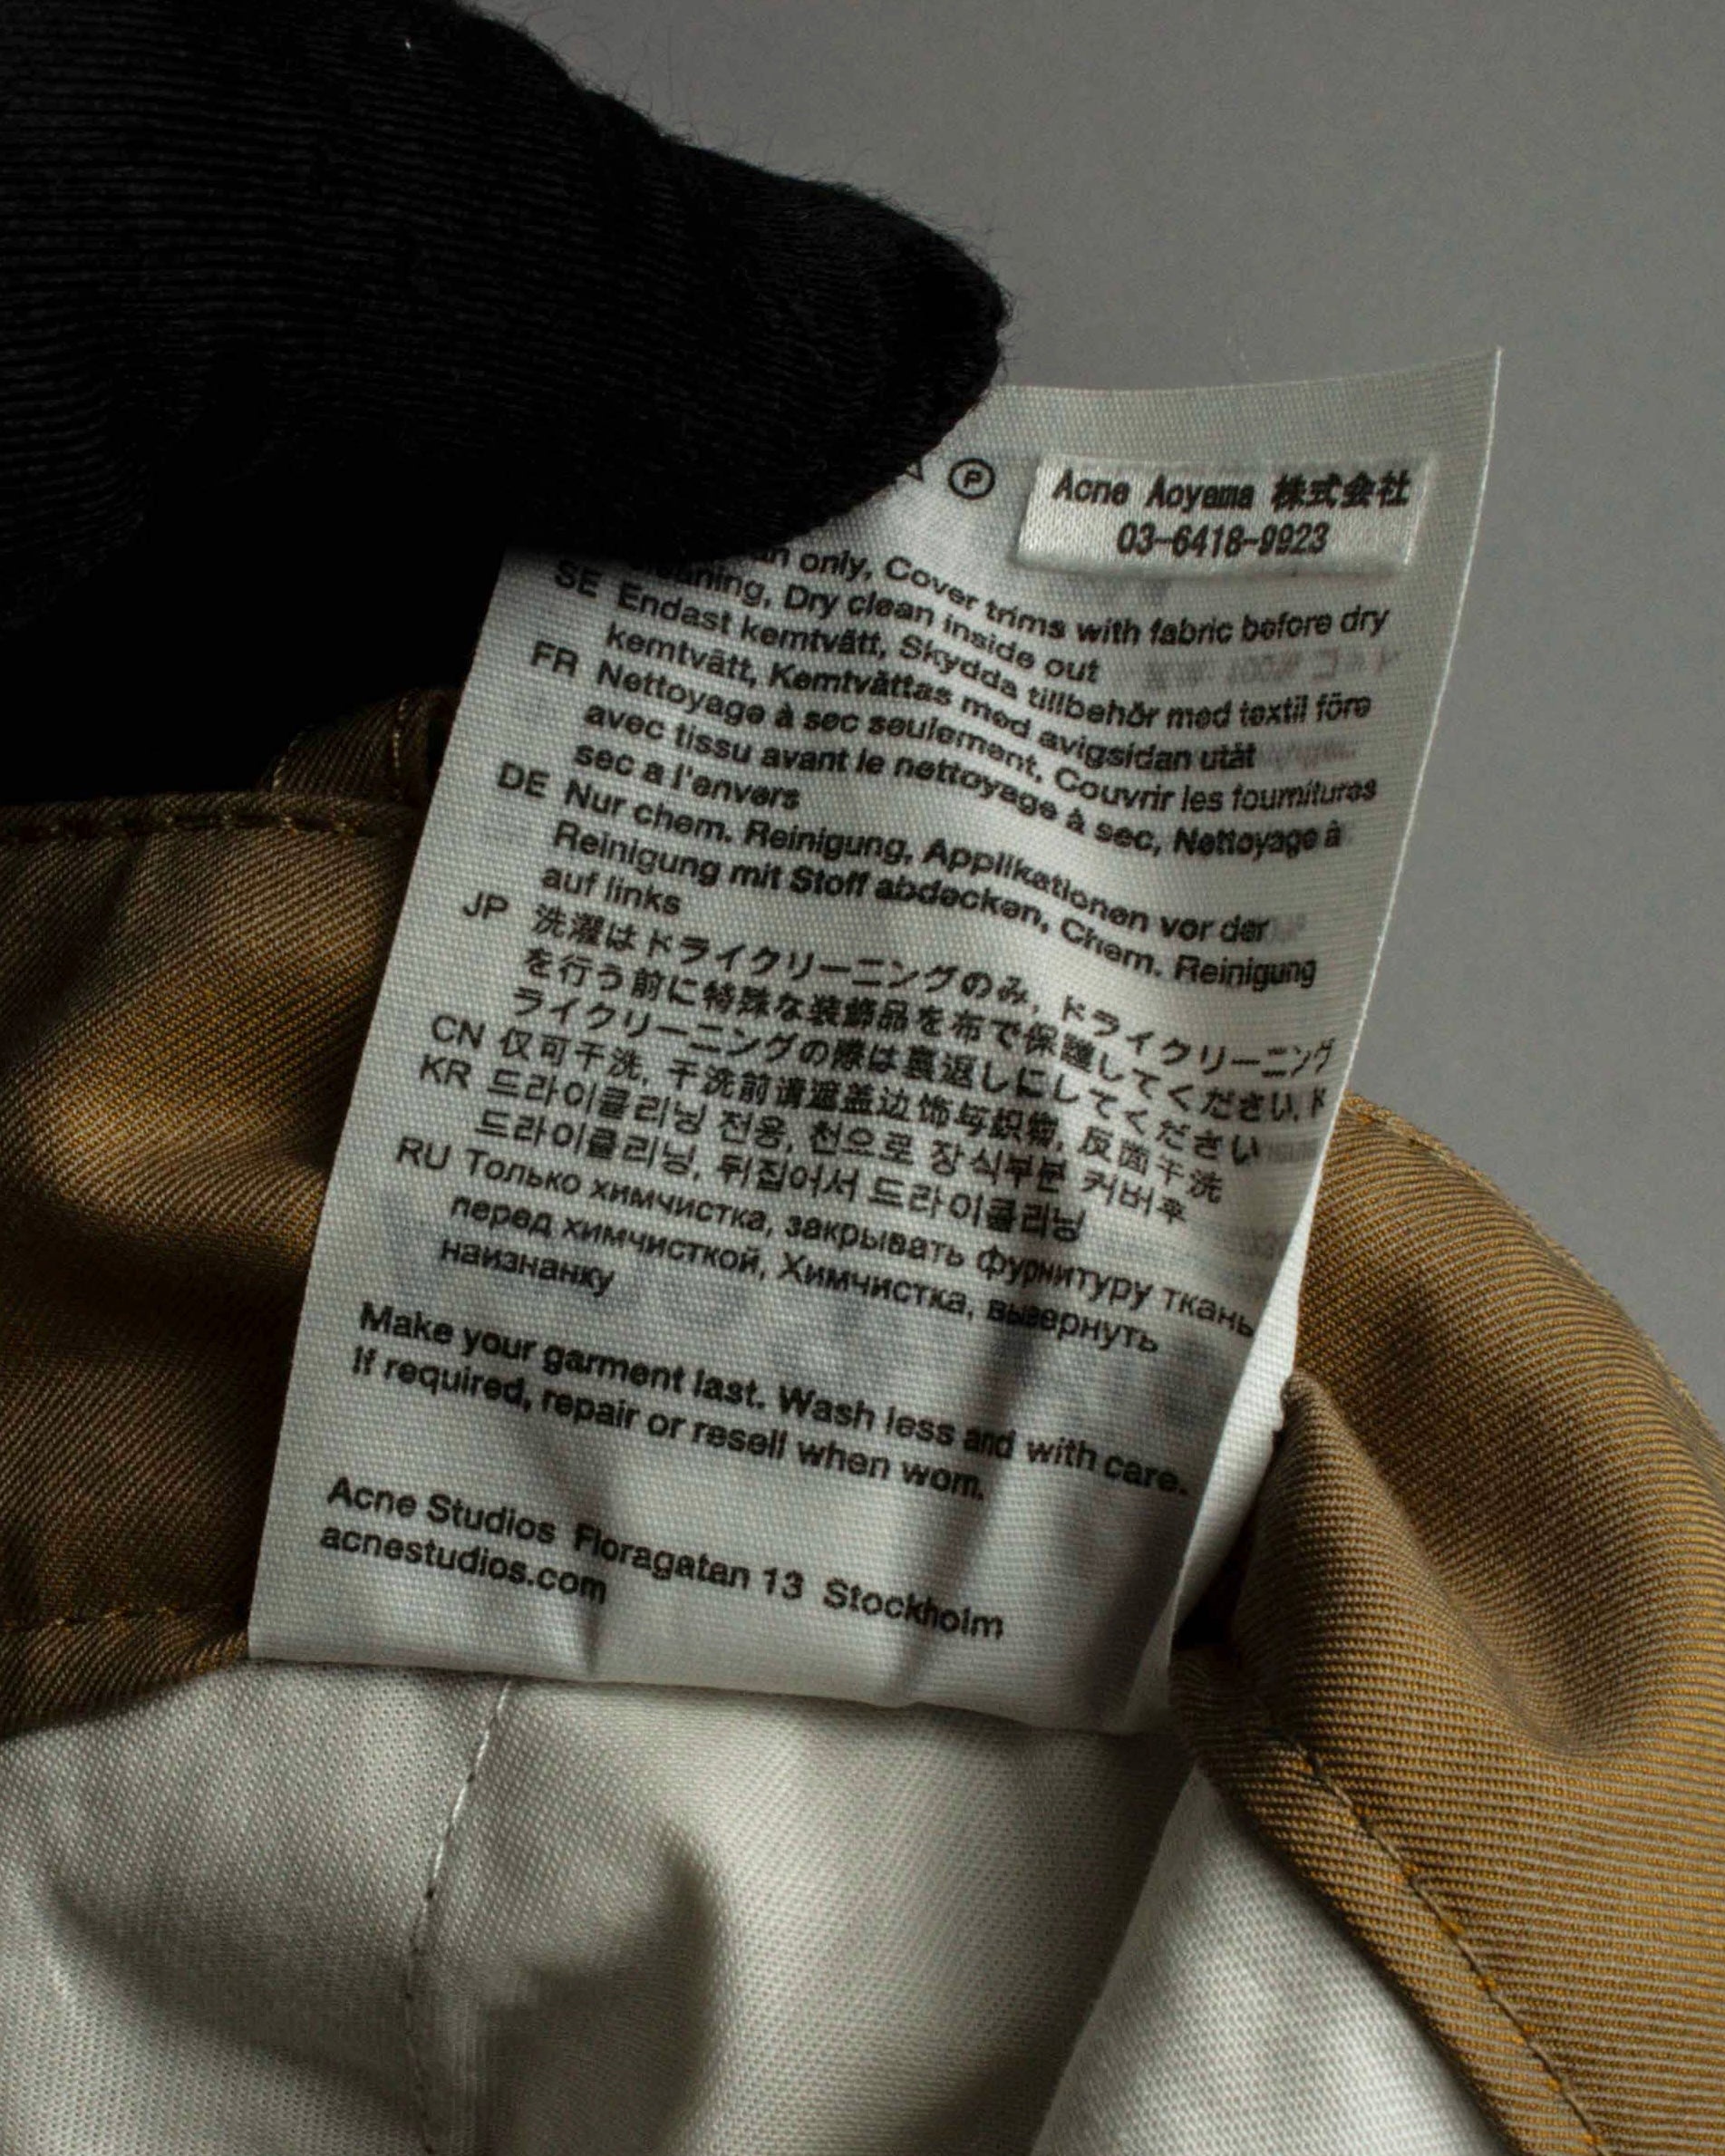 Ⓟ
Acne Aoyama 株式会社
03-6418-9923
only, Cover trims with fabric before dry
Dry clean inside out
SE Endast kemtvätt, Skydda tillbehör med textil före
kemtvätt, Kemtvättas med avigsidan utåt
FR Nettoyage à sec seulement, Couvrir les fournitures
avec tissu avant le nettoyage à sec, Nettoyage à
sec a l'envers
DE Nur chem. Reinigung, Applikationen vor der
Reinigung mit Stoff abdecken, Chem. Reinigung
auf links
JP 洗濯はドライクリーニングのみ, ドライクリーニング
を行う前に特殊な装飾品を布で保護してください, ド
ライクリーニングの際は裏返しにしてください
CN 仅可干洗, 干洗前请遮盖边饰与织物, 反面干洗
KR 드라이클리닝 전용, 천으로 장식부분 커버후
드라이클리닝, 뒤집어서 드라이클리닝
RU Только химчистка, закрывать фурнитуру ткань
перед химчисткой, Химчистка, вывернуть
наизнанку
Make your garment last. Wash less and with care.
If required, repair or resell when worn.
Acne Studios Floragatan 13 Stockholm
acnestudios.com